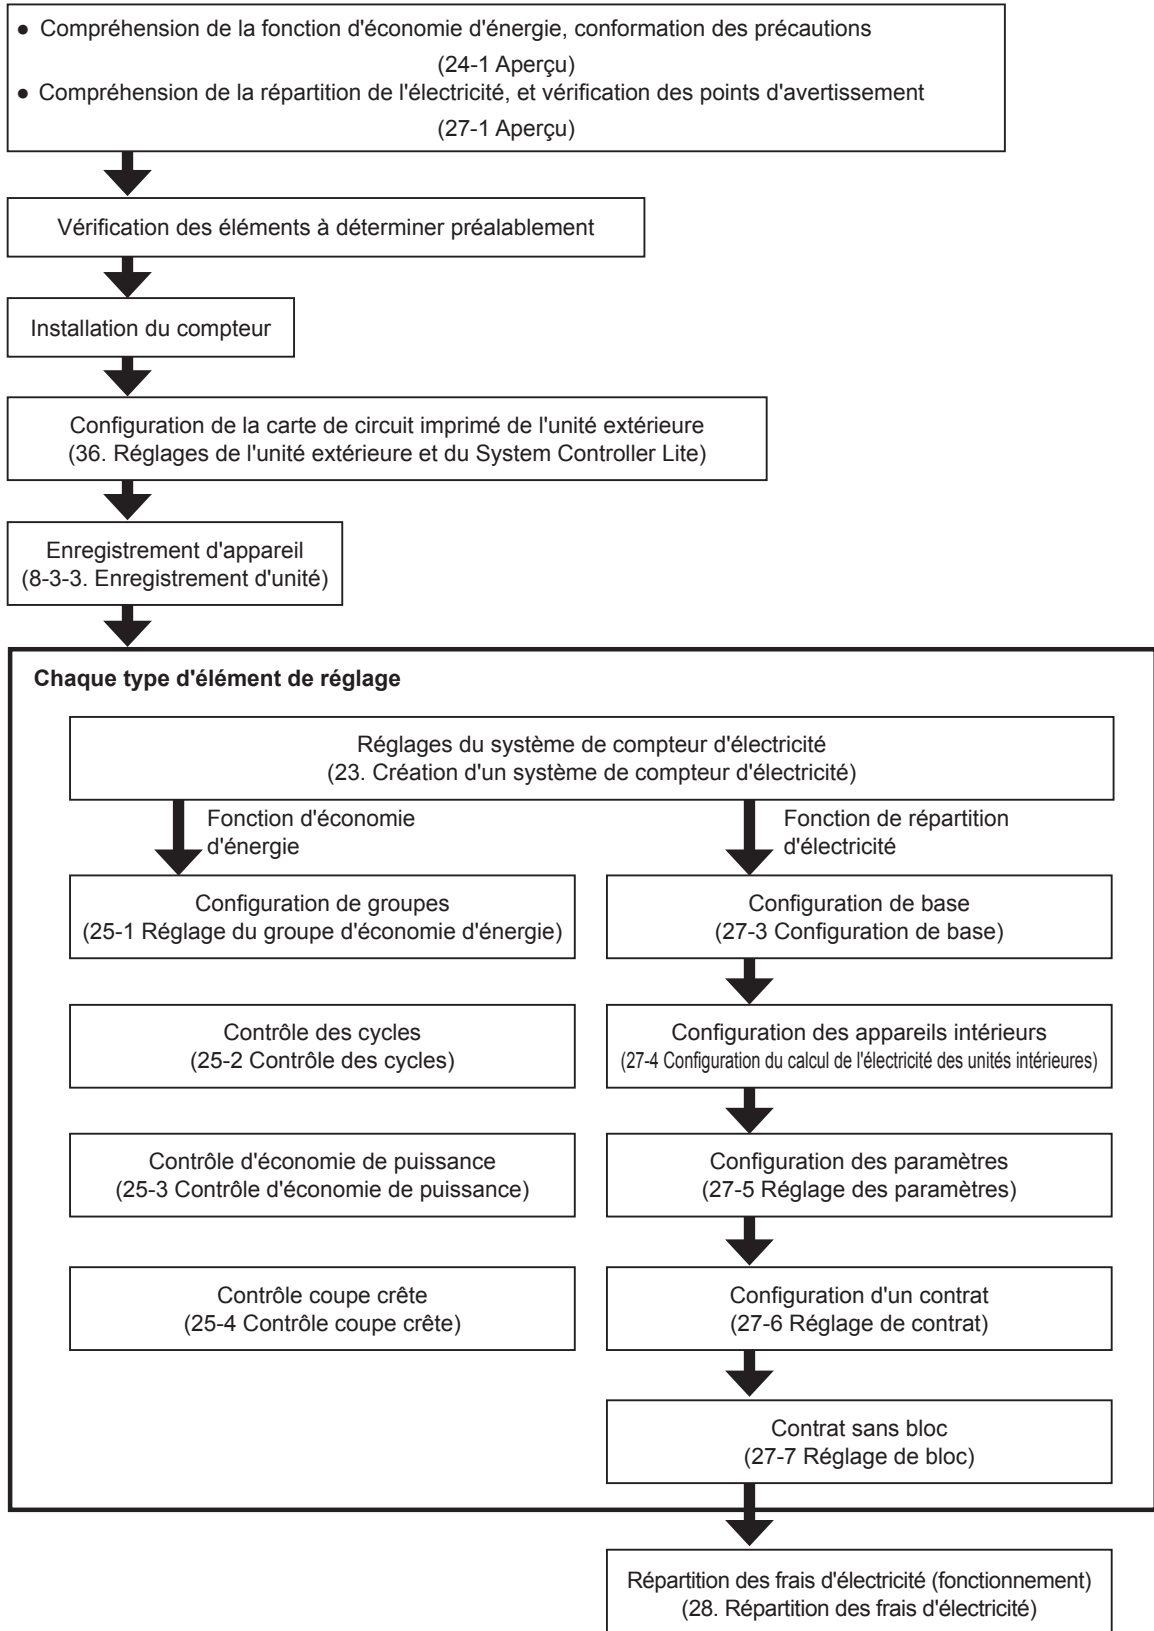 ● Compréhension de la fonction d'économie d'énergie, conformation des précautions
(24-1 Aperçu)
● Compréhension de la répartition de l'électricité, et vérification des points d'avertissement
(27-1 Aperçu)
Vérification des éléments à déterminer préalablement
Installation du compteur
Configuration de la carte de circuit imprimé de l'unité extérieure
(36. Réglages de l'unité extérieure et du System Controller Lite)
Enregistrement d'appareil
(8-3-3. Enregistrement d'unité)
Chaque type d'élément de réglage
Réglages du système de compteur d'électricité
(23. Création d'un système de compteur d'électricité)
Fonction d'économie
d'énergie
Configuration de groupes
(25-1 Réglage du groupe d'économie d'énergie)
Contrôle des cycles
(25-2 Contrôle des cycles)
Contrôle d'économie de puissance
(25-3 Contrôle d'économie de puissance)
Contrôle coupe crête
(25-4 Contrôle coupe crête)
Fonction de répartition
d'électricité
Configuration de base
(27-3 Configuration de base)
Configuration des appareils intérieurs
(27-4 Configuration du calcul de l'électricité des unités intérieures)
Configuration des paramètres
(27-5 Réglage des paramètres)
Configuration d'un contrat
(27-6 Réglage de contrat)
Contrat sans bloc
(27-7 Réglage de bloc)
Répartition des frais d'électricité (fonctionnement)
(28. Répartition des frais d'électricité)